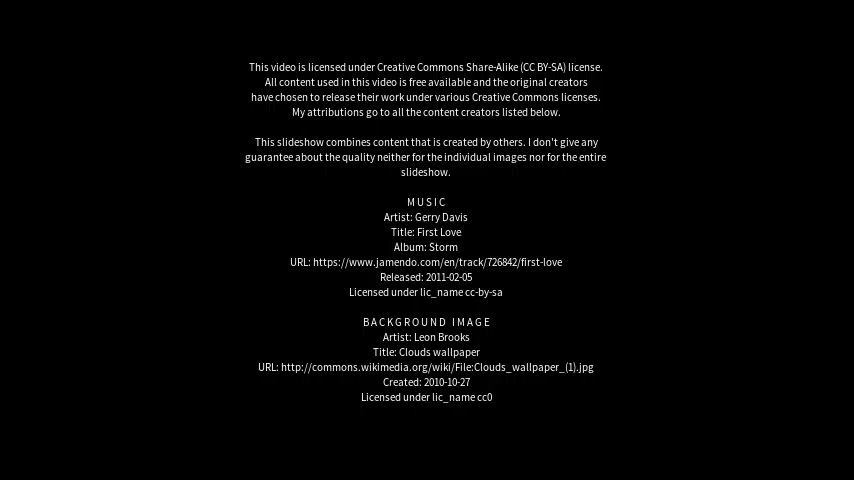 This video is licensed under Creative Commons Share-Alike (CC BY-SA) license.
All content used in this video is free available and the original creators
have chosen to release their work under various Creative Commons licenses.
My attributions go to all the content creators listed below.
This slideshow combines content that is created by others. I don't give any
guarantee about the quality neither for the individual images nor for the entire
slideshow.
MUSIC
Artist: Gerry Davis
Title: First Love
Album: Storm
URL: https://www.jamendo.com/en/track/726842/first-love
Released: 2011-02-05
Licensed under lic_name cc-by-sa
BACKGROUND IMAGE
Artist: Leon Brooks
Title: Clouds wallpaper
URL: http://commons.wikimedia.org/wiki/File:Clouds_wallpaper_(1).jpg
Created: 2010-10-27
Licensed under lic_name cc0